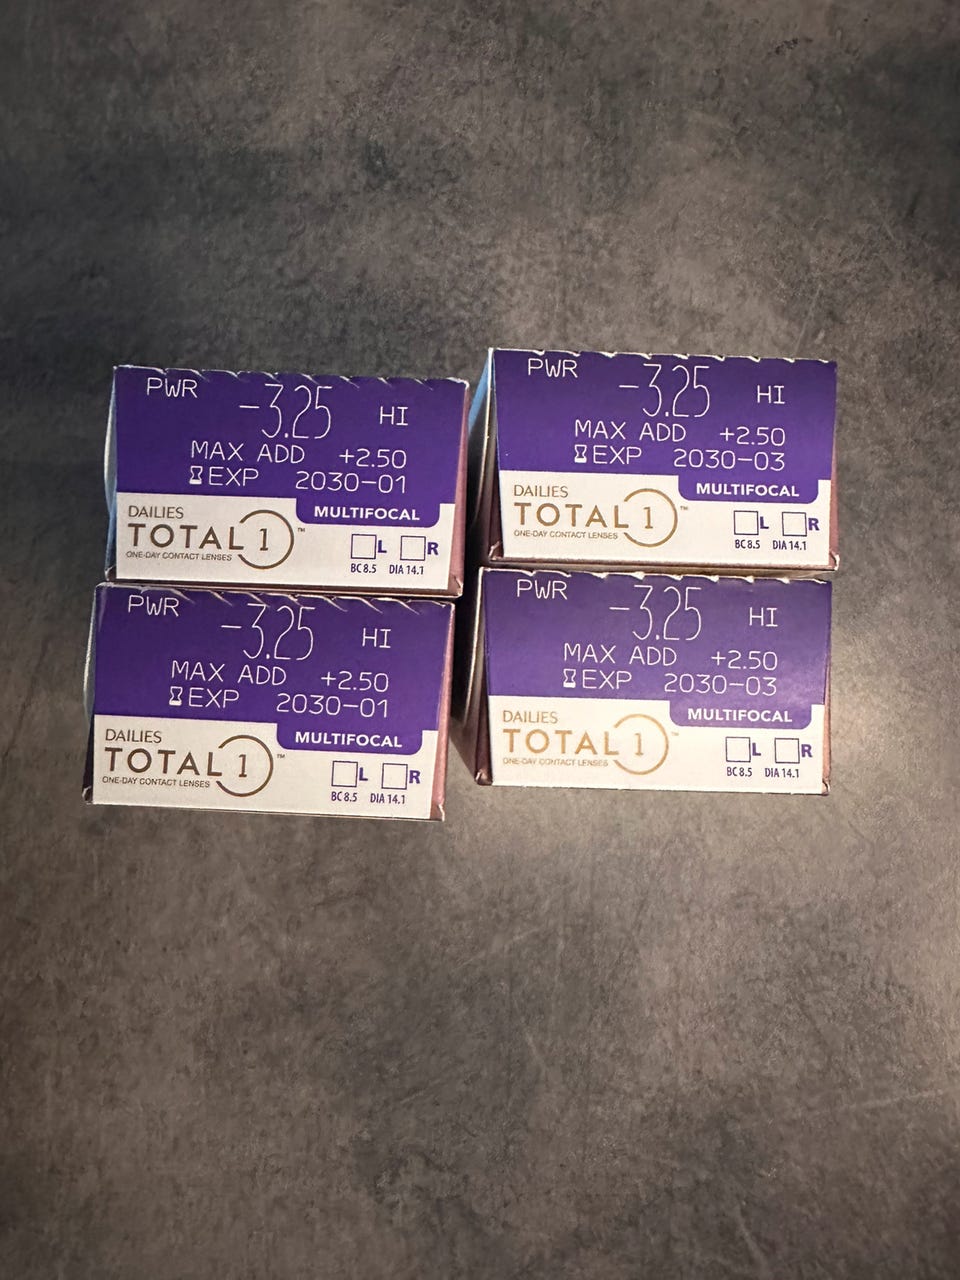 PWR -3.25 HI
MAX ADD +2.50
EXP 2030-01
MULTIFOCAL
DAILIES
TOTAL 1™
ONE-DAY CONTACT LENSES
L R
BC 8.5 DIA 14.1
PWR -3.25 HI
MAX ADD +2.50
EXP 2030-03
MULTIFOCAL
DAILIES
TOTAL 1™
ONE-DAY CONTACT LENSES
L R
BC 8.5 DIA 14.1
PWR -3.25 HI
MAX ADD +2.50
EXP 2030-01
MULTIFOCAL
DAILIES
TOTAL 1™
ONE-DAY CONTACT LENSES
L R
BC 8.5 DIA 14.1
PWR -3.25 HI
MAX ADD +2.50
EXP 2030-03
MULTIFOCAL
DAILIES
TOTAL 1™
ONE-DAY CONTACT LENSES
L R
BC 8.5 DIA 14.1